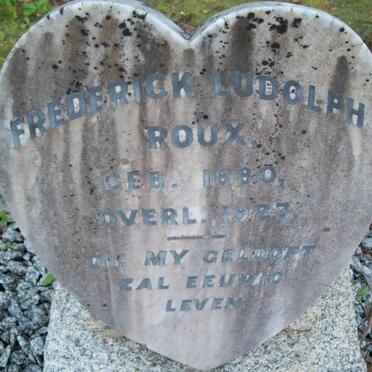 FREDERICK LUDOLPH
ROUX,
GEB. 1880,
OVERL. 1923.
DIE MY GELOOFT
ZAL EEUWIG
LEVEN